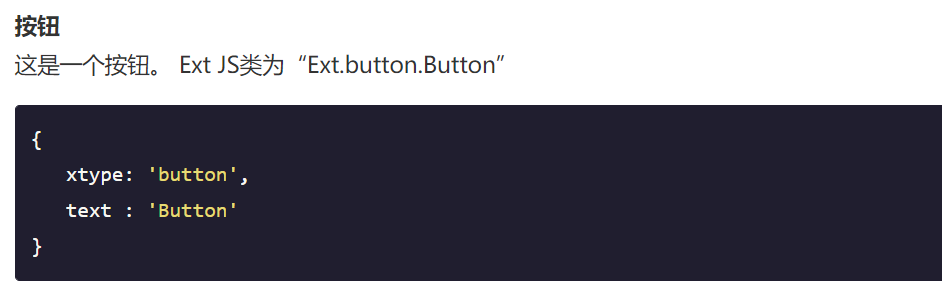 按钮
这是一个按钮。 Ext JS类为“Ext.button.Button”
{
   xtype: 'button',
   text : 'Button'
}